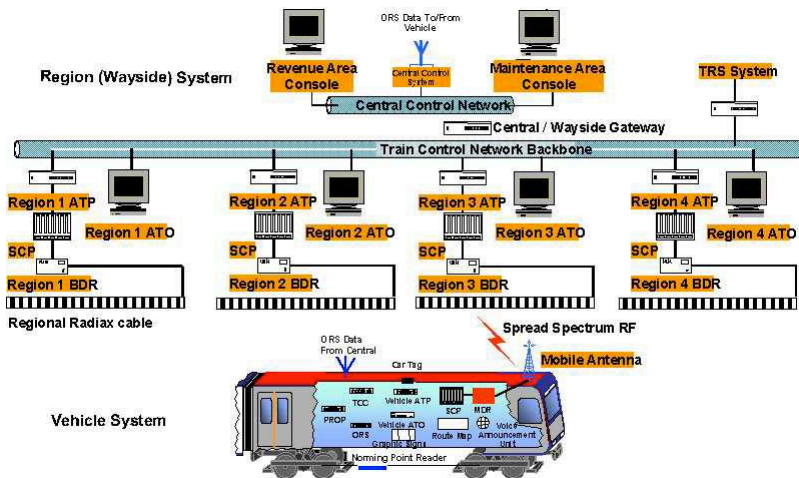 ORS Data To/From
Vehicle
Region (Wayside) System
Revenue Area
Console
Central Control
System
Maintenance Area
Console
TRS System
Central Control Network
Central / Wayside Gateway
Train Control Network Backbone
Region 1 ATP
Region 1 ATO
SCP
Region 1 BDR
Region 2 ATP
Region 2 ATO
SCP
Region 2 BDR
Region 3 ATP
Region 3 ATO
SCP
Region 3 BDR
Region 4 ATP
Region 4 ATO
SCP
Region 4 BDR
Regional Radiax cable
Spread Spectrum RF
ORS Data
From Central
Car Tag
Mobile Antenna
Vehicle System
TCC
Vehicle ATP
SCP
MDR
PROP
Vehicle ATO
ORS
Graphic Signs
Route Map
Voice
Announcement
Unit
Norming Point Reader